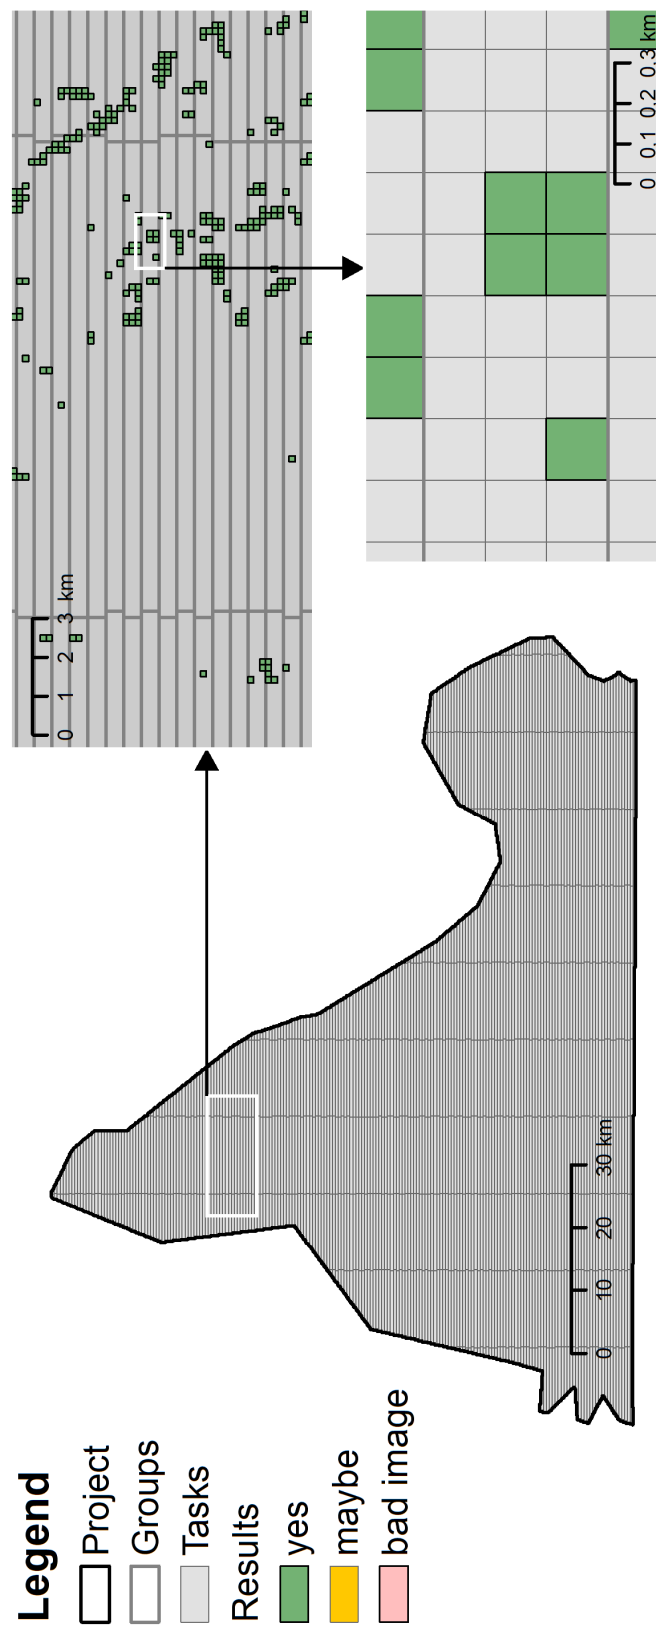 Legend
Project
Groups
Tasks
Results
yes
maybe
bad image
0 10 20 30 km
0 1 2 3 km
0 0.1 0.2 0.3 km